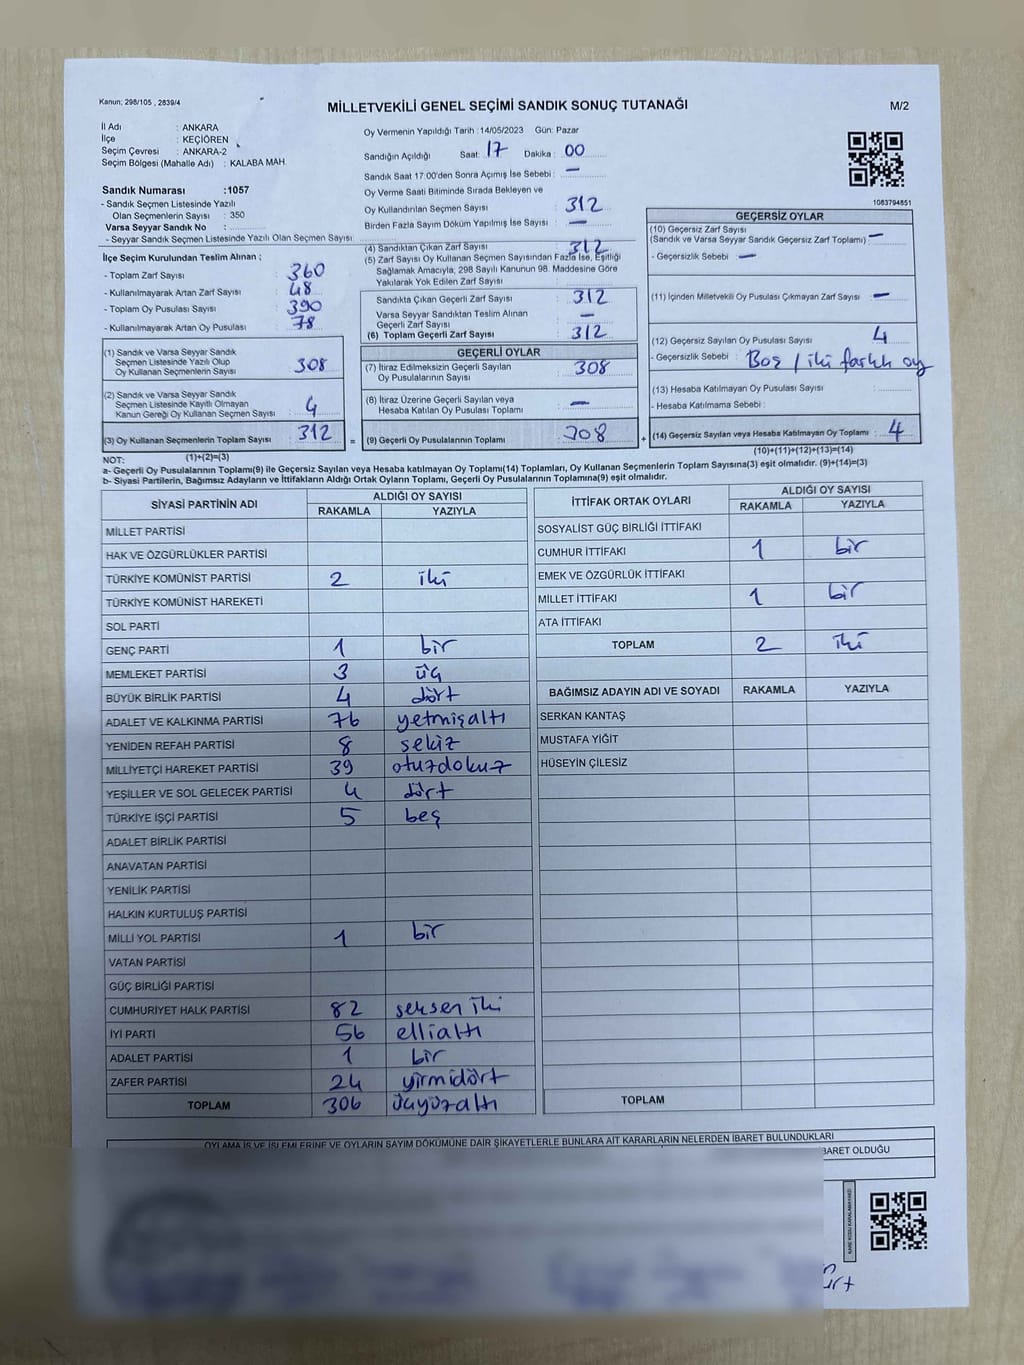 Kanun; 298/105 , 2839/4
MİLLETVEKİLİ GENEL SEÇİMİ SANDIK SONUÇ TUTANAĞI
M/2
İl Adı : ANKARA
İlçe : KEÇİÖREN
Seçim Çevresi : ANKARA-2
Seçim Bölgesi (Mahalle Adı) : KALABA MAH.
Sandık Numarası :1057
- Sandık Seçmen Listesinde Yazılı
Olan Seçmenlerin Sayısı : 350
Varsa Seyyar Sandık No :
- Seyyar Sandık Seçmen Listesinde Yazılı Olan Seçmen Sayısı:
İlçe Seçim Kurulundan Teslim Alınan ;
- Toplam Zarf Sayısı : 360
- Kullanılmayarak Artan Zarf Sayısı : 48
- Toplam Oy Pusulası Sayısı : 390
- Kullanılmayarak Artan Oy Pusulası : 78
(1) Sandık ve Varsa Seyyar Sandık
Seçmen Listesinde Yazılı Olup
Oy Kullanan Seçmenlerin Sayısı : 308
(2) Sandık ve Varsa Seyyar Sandık
Seçmen Listesinde Kayıtlı Olmayan
Kanun Gereği Oy Kullanan Seçmen Sayısı : 4
(3) Oy Kullanan Seçmenlerin Toplam Sayısı : 312
(1)+(2)=(3)
Oy Vermenin Yapıldığı Tarih :14/05/2023 Gün: Pazar
Sandığın Açıldığı Saat: 17 Dakika : 00
Sandık Saat 17:00'den Sonra Açımış İse Sebebi : —
Oy Verme Saati Bitiminde Sırada Bekleyen ve
Oy Kullandırılan Seçmen Sayısı : 312
Birden Fazla Sayım Döküm Yapılmış İse Sayısı : —
(4) Sandıktan Çıkan Zarf Sayısı : 312
(5) Zarf Sayısı Oy Kullanan Seçmen Sayısından Fazla İse, Eşitliği
Sağlamak Amacıyla; 298 Sayılı Kanunun 98. Maddesine Göre
Yakılarak Yok Edilen Zarf Sayısı :
Sandıkta Çıkan Geçerli Zarf Sayısı : 312
Varsa Seyyar Sandıktan Teslim Alınan
Geçerli Zarf Sayısı : —
(6) Toplam Geçerli Zarf Sayısı : 312
GEÇERLİ OYLAR
(7) İtiraz Edilmeksizin Geçerli Sayılan
Oy Pusulalarının Sayısı : 308
(8) İtiraz Üzerine Geçerli Sayılan veya
Hesaba Katılan Oy Pusulası Toplamı : —
= (9) Geçerli Oy Pusulalarının Toplamı : 308 +
1083794851
GEÇERSİZ OYLAR
(10) Geçersiz Zarf Sayısı
(Sandık ve Varsa Seyyar Sandık Geçersiz Zarf Toplamı) : —
- Geçersizlik Sebebi : —
(11) İçinden Milletvekili Oy Pusulası Çıkmayan Zarf Sayısı : —
(12) Geçersiz Sayılan Oy Pusulası Sayısı : 4
- Geçersizlik Sebebi : Boş / iki farklı oy
(13) Hesaba Katılmayan Oy Pusulası Sayısı :
- Hesaba Katılmama Sebebi :
(14) Geçersiz Sayılan veya Hesaba Katılmayan Oy Toplamı : 4
(10)+(11)+(12)+(13)=(14)
NOT:
a- Geçerli Oy Pusulalarının Toplamı(9) ile Geçersiz Sayılan veya Hesaba katılmayan Oy Toplamı(14) Toplamları, Oy Kullanan Seçmenlerin Toplam Sayısına(3) eşit olmalıdır. (9)+(14)=(3)
b- Siyasi Partilerin, Bağımsız Adayların ve İttifakların Aldığı Ortak Oyların Toplamı, Geçerli Oy Pusulalarının Toplamına(9) eşit olmalıdır.
SİYASİ PARTİNİN ADI ALDIĞI OY SAYISI
RAKAMLA YAZIYLA
MİLLET PARTİSİ
HAK VE ÖZGÜRLÜKLER PARTİSİ
TÜRKİYE KOMÜNİST PARTİSİ 2 iki
TÜRKİYE KOMÜNİST HAREKETİ
SOL PARTİ
GENÇ PARTİ 1 bir
MEMLEKET PARTİSİ 3 üç
BÜYÜK BİRLİK PARTİSİ 4 dört
ADALET VE KALKINMA PARTİSİ 76 yetmişaltı
YENİDEN REFAH PARTİSİ 8 sekiz
MİLLİYETÇİ HAREKET PARTİSİ 39 otuzdokuz
YEŞİLLER VE SOL GELECEK PARTİSİ 4 dört
TÜRKİYE İŞÇİ PARTİSİ 5 beş
ADALET BİRLİK PARTİSİ
ANAVATAN PARTİSİ
YENİLİK PARTİSİ
HALKIN KURTULUŞ PARTİSİ
MİLLİ YOL PARTİSİ 1 bir
VATAN PARTİSİ
GÜÇ BİRLİĞİ PARTİSİ
CUMHURİYET HALK PARTİSİ 82 seksen iki
İYİ PARTİ 56 ellialtı
ADALET PARTİSİ 1 bir
ZAFER PARTİSİ 24 yirmidört
TOPLAM 306 üçyüzaltı
İTTİFAK ORTAK OYLARI ALDIĞI OY SAYISI
RAKAMLA YAZIYLA
SOSYALİST GÜÇ BİRLİĞİ İTTİFAKI
CUMHUR İTTİFAKI 1 bir
EMEK VE ÖZGÜRLÜK İTTİFAKI
MİLLET İTTİFAKI 1 bir
ATA İTTİFAKI
TOPLAM 2 iki
BAĞIMSIZ ADAYIN ADI VE SOYADI RAKAMLA YAZIYLA
SERKAN KANTAŞ
MUSTAFA YİĞİT
HÜSEYİN ÇİLESİZ
TOPLAM
OYLAMA İŞ VE İŞLEMLERİNE VE OYLARIN SAYIM DÖKÜMÜNE DAİR ŞİKAYETLERLE BUNLARA AİT KARARLARIN NELERDEN İBARET BULUNDUKLARI
BARET OLDUĞU